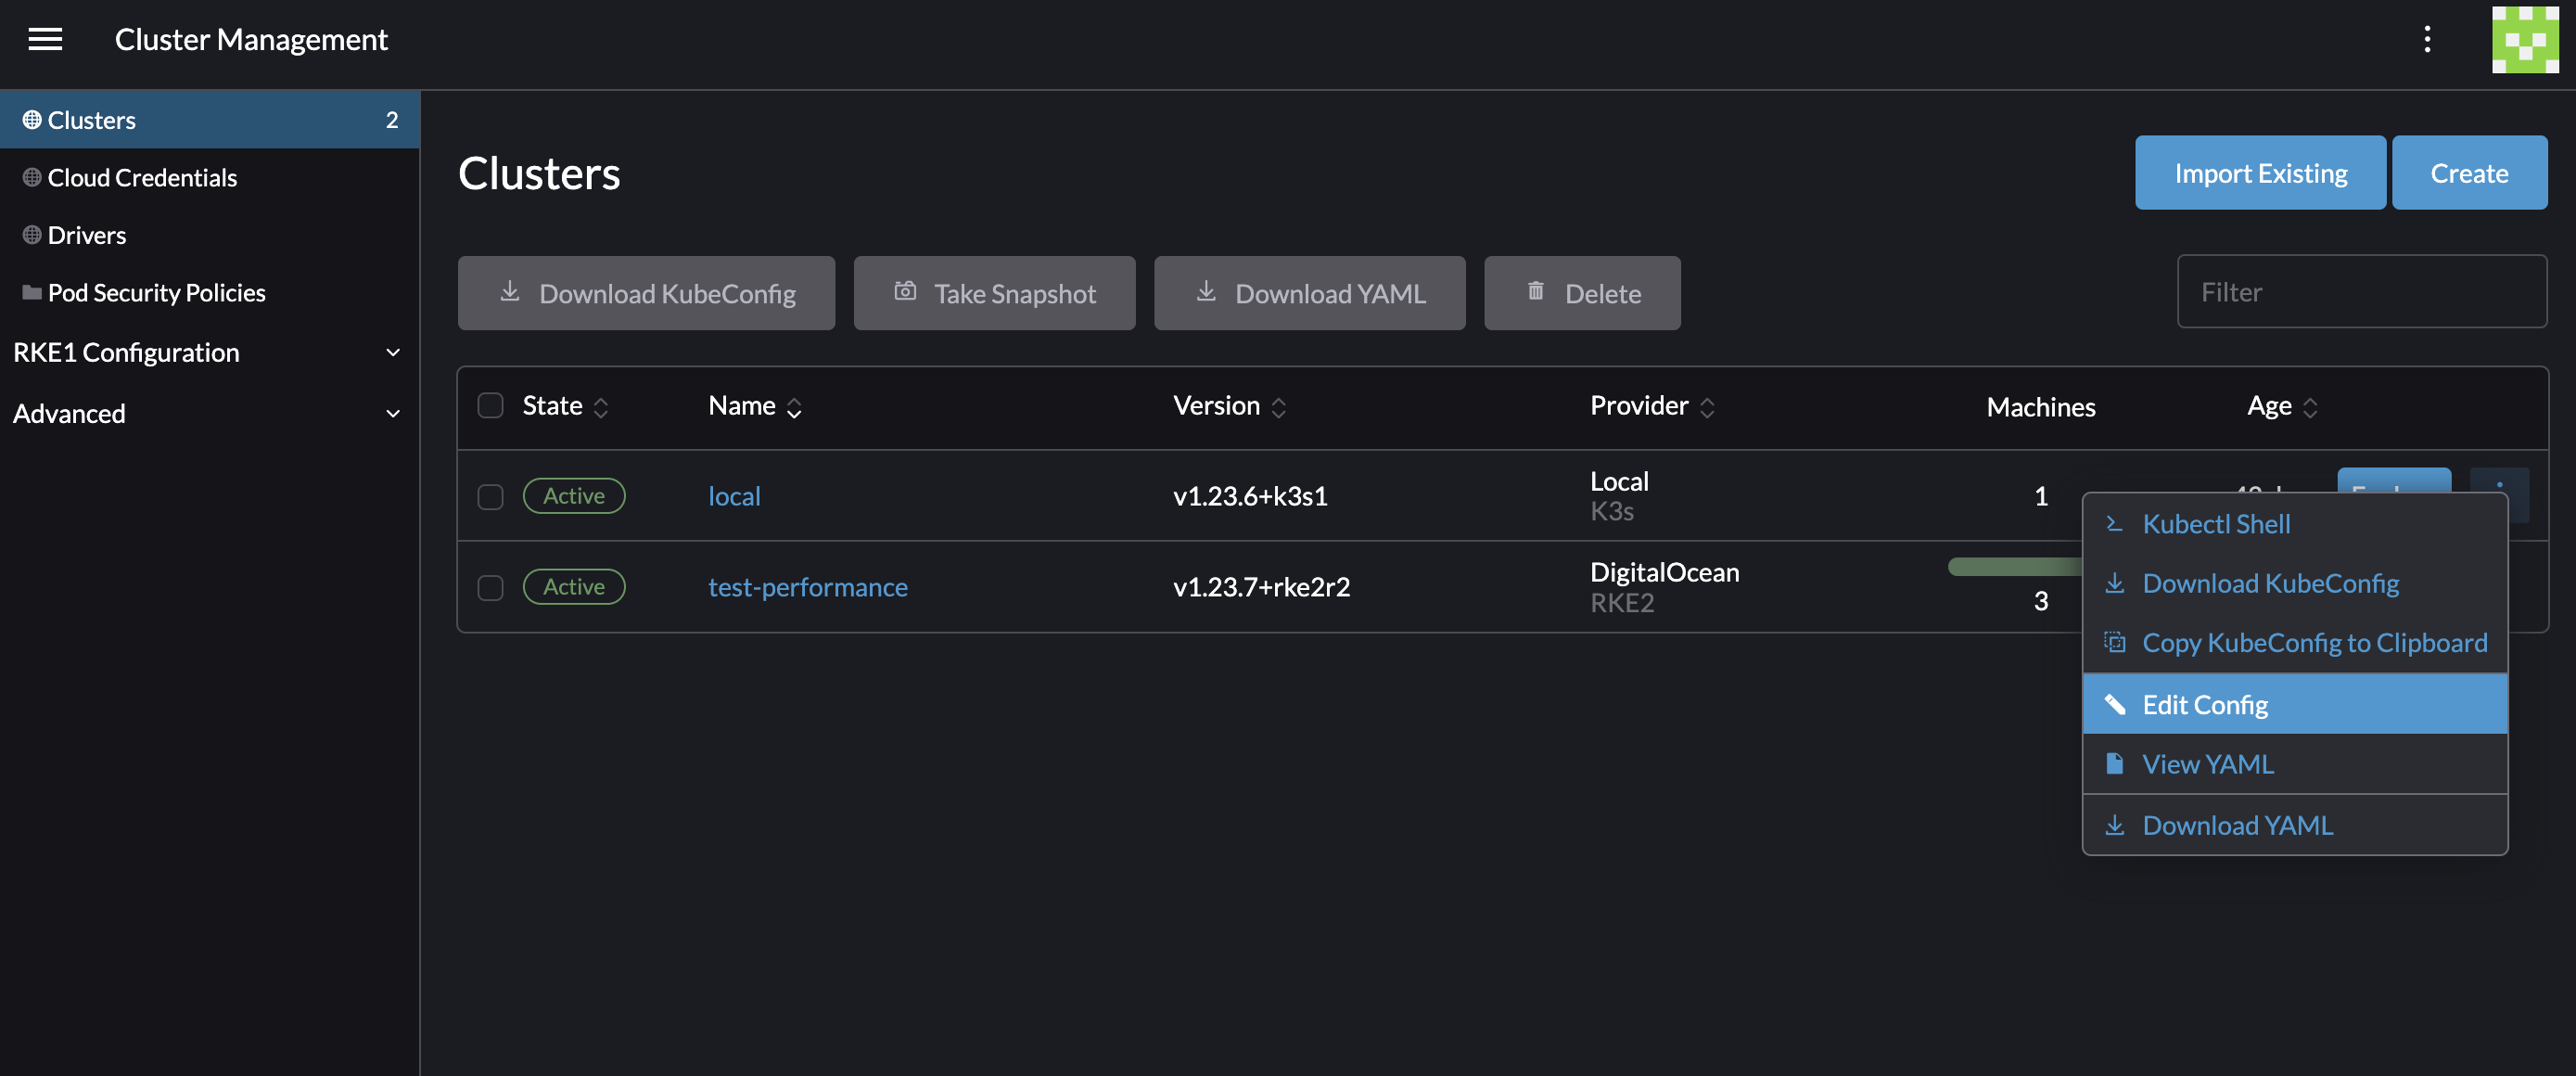 Cluster Management
Clusters 2
Cloud Credentials
Drivers
Pod Security Policies
RKE1 Configuration
Advanced
Clusters
Import Existing Create
Download KubeConfig Take Snapshot Download YAML Delete Filter
State Name Version Provider Machines Age
Active local v1.23.6+k3s1 Local 1
K3s
Active test-performance v1.23.7+rke2r2 DigitalOcean
RKE2 3
Kubectl Shell
Download KubeConfig
Copy KubeConfig to Clipboard
Edit Config
View YAML
Download YAML